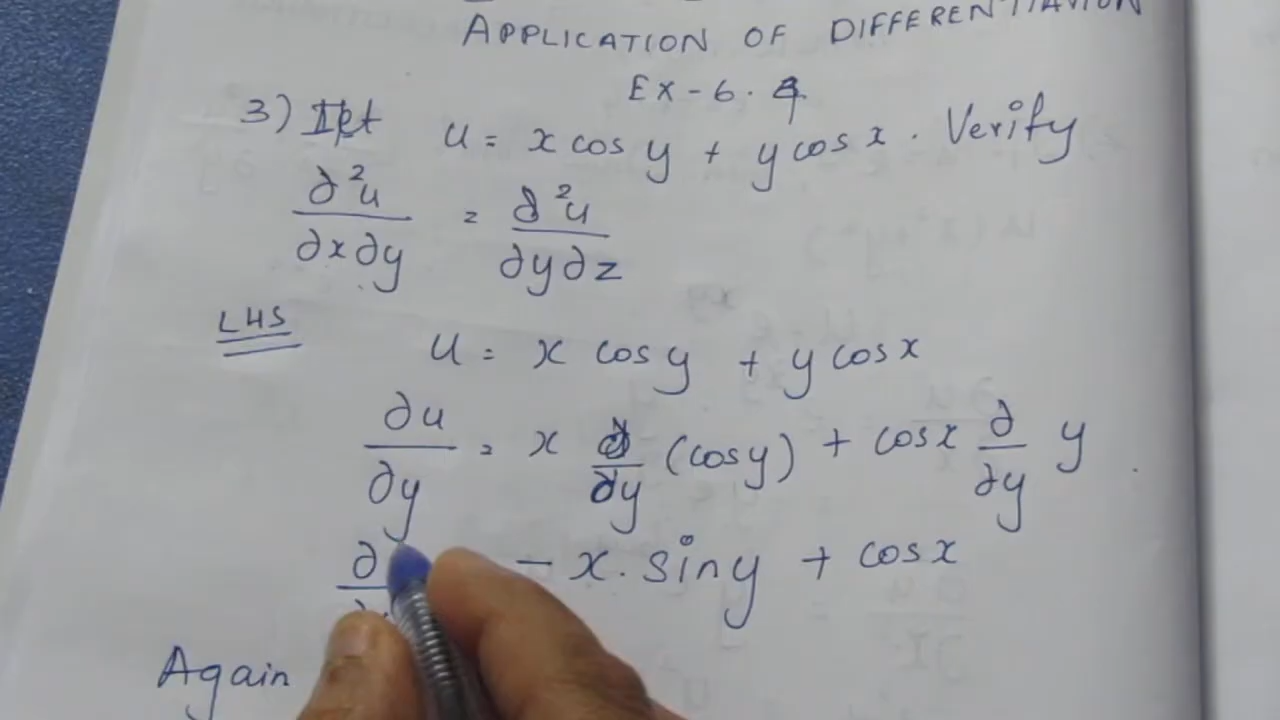 APPLICATION OF DIFFERENTIATION
Ex - 6.4
3) Let u = x cos y + y cos x . Verify
∂²u/∂x∂y = ∂²u/∂y∂z
LHS
u = x cos y + y cos x
∂u/∂y = x ∂/∂y (cos y) + cos x ∂/∂y y
∂ - x . sin y + cos x
Again